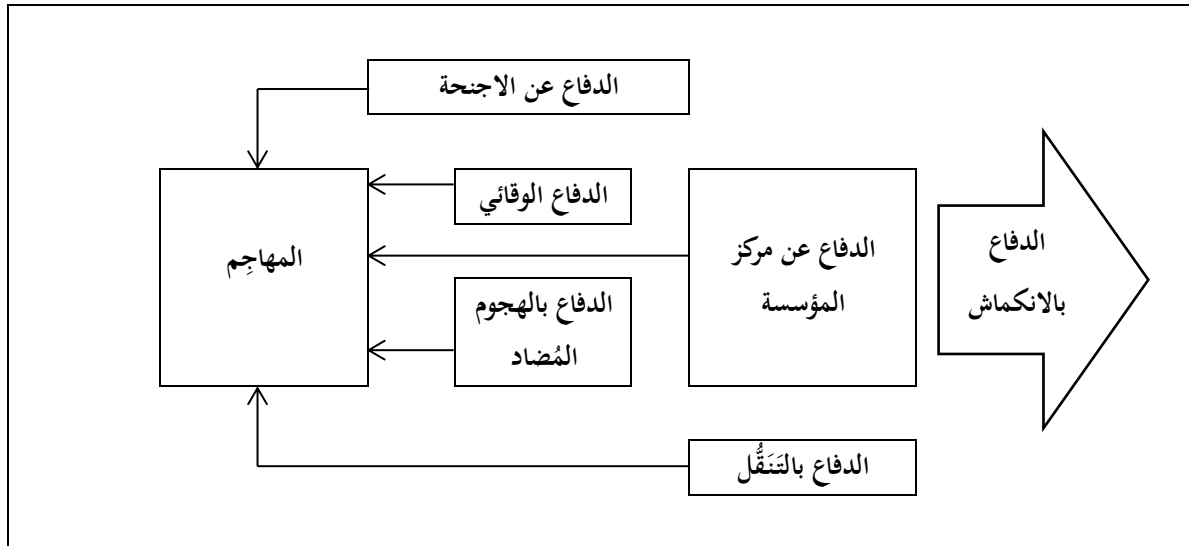 الدفاع عن الاجنحة
الدفاع الوقائي
الدفاع
بالانكماش
الدفاع عن مركز
المؤسسة
المهاجِم
الدفاع بالهجوم
المُضاد
الدفاع بالتَنَقُّل